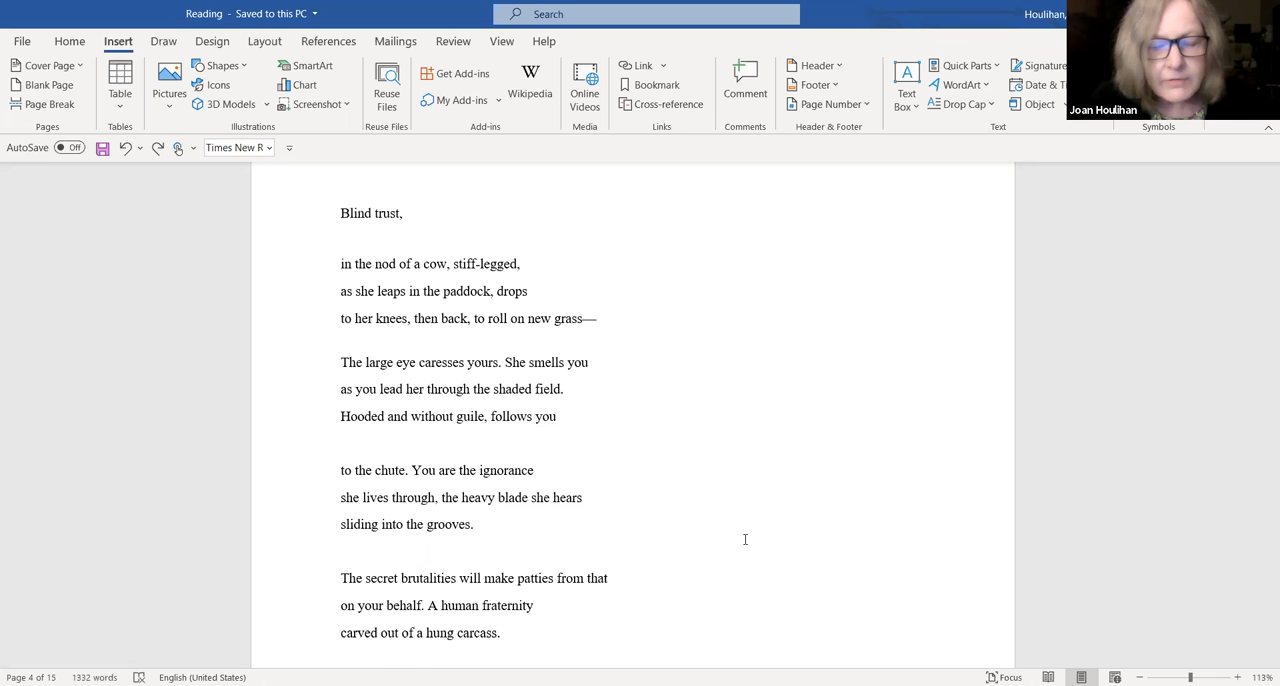 Reading - Saved to this PC
Search
Houlihan,
File Home Insert Draw Design Layout References Mailings Review View Help
Cover Page
Blank Page
Page Break
Pages
Table
Tables
Pictures
Shapes
Icons
3D Models
SmartArt
Chart
Screenshot
Illustrations
Reuse Files
Reuse Files
Get Add-ins
My Add-ins
Wikipedia
Add-ins
Online Videos
Media
Link
Bookmark
Cross-reference
Links
Comment
Comments
Header
Footer
Page Number
Header & Footer
Text Box
Quick Parts
WordArt
Drop Cap
Signature
Date & Ti
Object
Text
Symbols
Joan Houlihan
AutoSave Off
Times New R
Blind trust,
in the nod of a cow, stiff-legged,
as she leaps in the paddock, drops
to her knees, then back, to roll on new grass—
The large eye caresses yours. She smells you
as you lead her through the shaded field.
Hooded and without guile, follows you
to the chute. You are the ignorance
she lives through, the heavy blade she hears
sliding into the grooves.
The secret brutalities will make patties from that
on your behalf. A human fraternity
carved out of a hung carcass.
Page 4 of 15 1332 words English (United States) Focus 113%